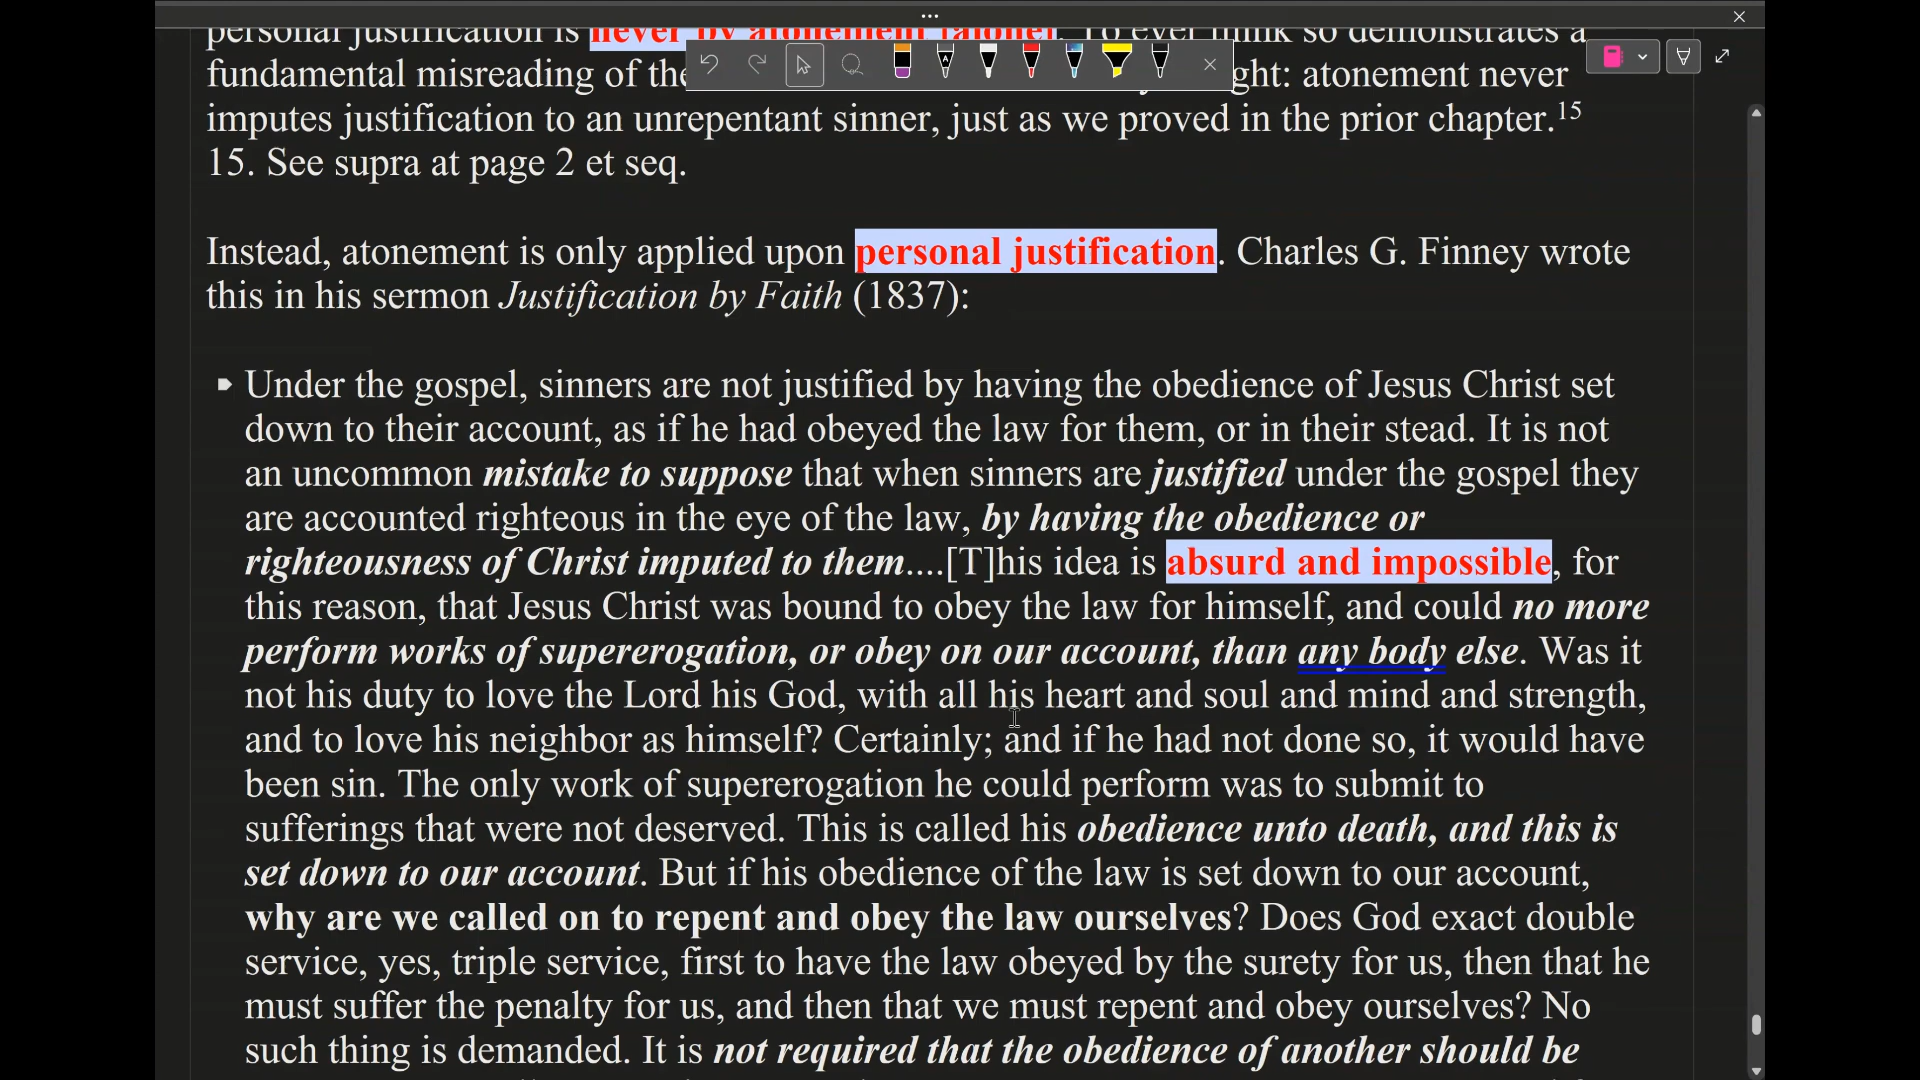 personal justification is never by atonement [alone]. To ever think so demonstrates a
fundamental misreading of the ght: atonement never
imputes justification to an unrepentant sinner, just as we proved in the prior chapter.15
15. See supra at page 2 et seq.
Instead, atonement is only applied upon personal justification. Charles G. Finney wrote
this in his sermon Justification by Faith (1837):
Under the gospel, sinners are not justified by having the obedience of Jesus Christ set
down to their account, as if he had obeyed the law for them, or in their stead. It is not
an uncommon mistake to suppose that when sinners are justified under the gospel they
are accounted righteous in the eye of the law, by having the obedience or
righteousness of Christ imputed to them....[T]his idea is absurd and impossible, for
this reason, that Jesus Christ was bound to obey the law for himself, and could no more
perform works of supererogation, or obey on our account, than any body else. Was it
not his duty to love the Lord his God, with all his heart and soul and mind and strength,
and to love his neighbor as himself? Certainly; and if he had not done so, it would have
been sin. The only work of supererogation he could perform was to submit to
sufferings that were not deserved. This is called his obedience unto death, and this is
set down to our account. But if his obedience of the law is set down to our account,
why are we called on to repent and obey the law ourselves? Does God exact double
service, yes, triple service, first to have the law obeyed by the surety for us, then that he
must suffer the penalty for us, and then that we must repent and obey ourselves? No
such thing is demanded. It is not required that the obedience of another should be